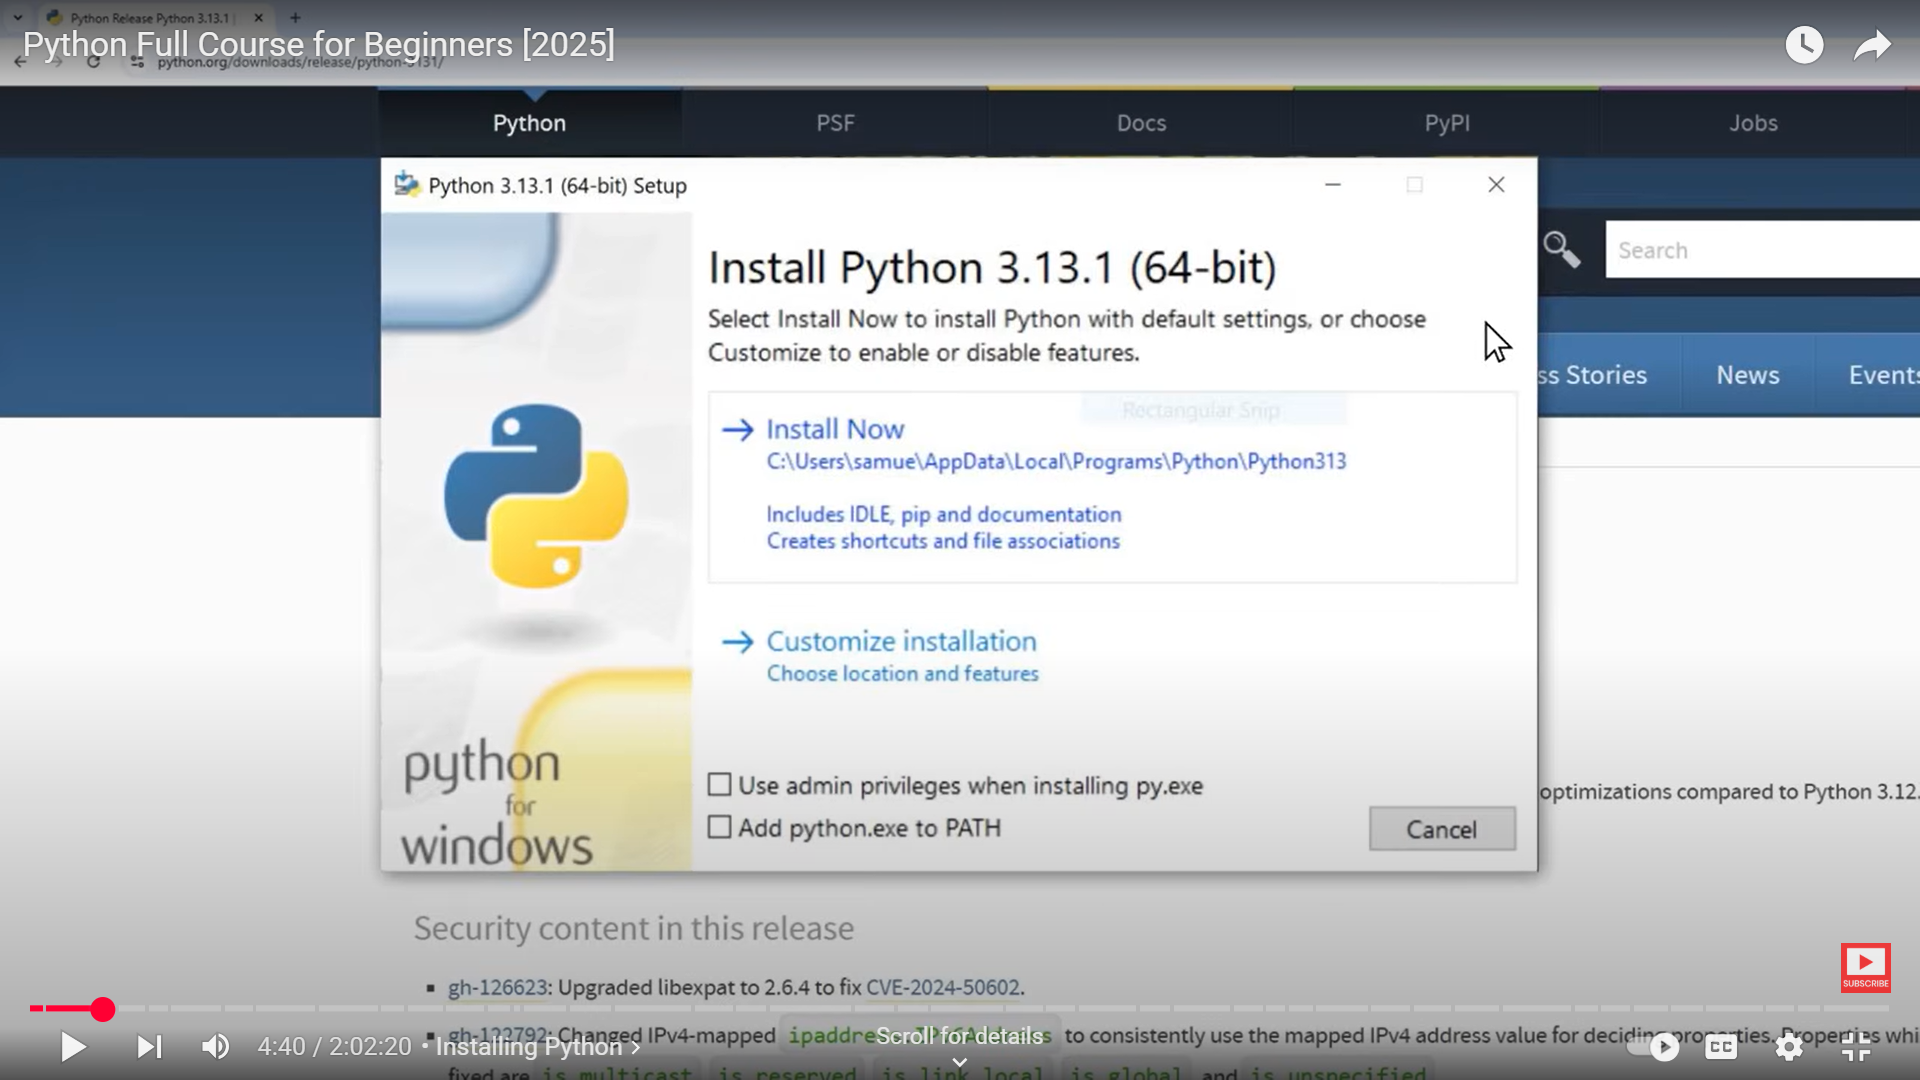 Python Release Python 3.13.1 |
Python Full Course for Beginners [2025]
python.org/downloads/release/python-3131/
Python
PSF
Docs
PyPI
Jobs
Python 3.13.1 (64-bit) Setup
Search
Install Python 3.13.1 (64-bit)
Select Install Now to install Python with default settings, or choose
Customize to enable or disable features.
ss Stories
News
Events
Rectangular Snip
Install Now
C:\Users\samue\AppData\Local\Programs\Python\Python313
Includes IDLE, pip and documentation
Creates shortcuts and file associations
Customize installation
Choose location and features
python
for
windows
Use admin privileges when installing py.exe
Add python.exe to PATH
Cancel
optimizations compared to Python 3.12.
Security content in this release
gh-126623: Upgraded libexpat to 2.6.4 to fix CVE-2024-50602.
SUBSCRIBE
gh-122792: Changed IPv4-mapped to consistently use the mapped IPv4 address value for deciding properties. Properties whi
Scroll for details
4:40 / 2:02:20 • Installing Python
CC
fixed are is_multicast is_reserved is_link_local is_global and is_unspecified